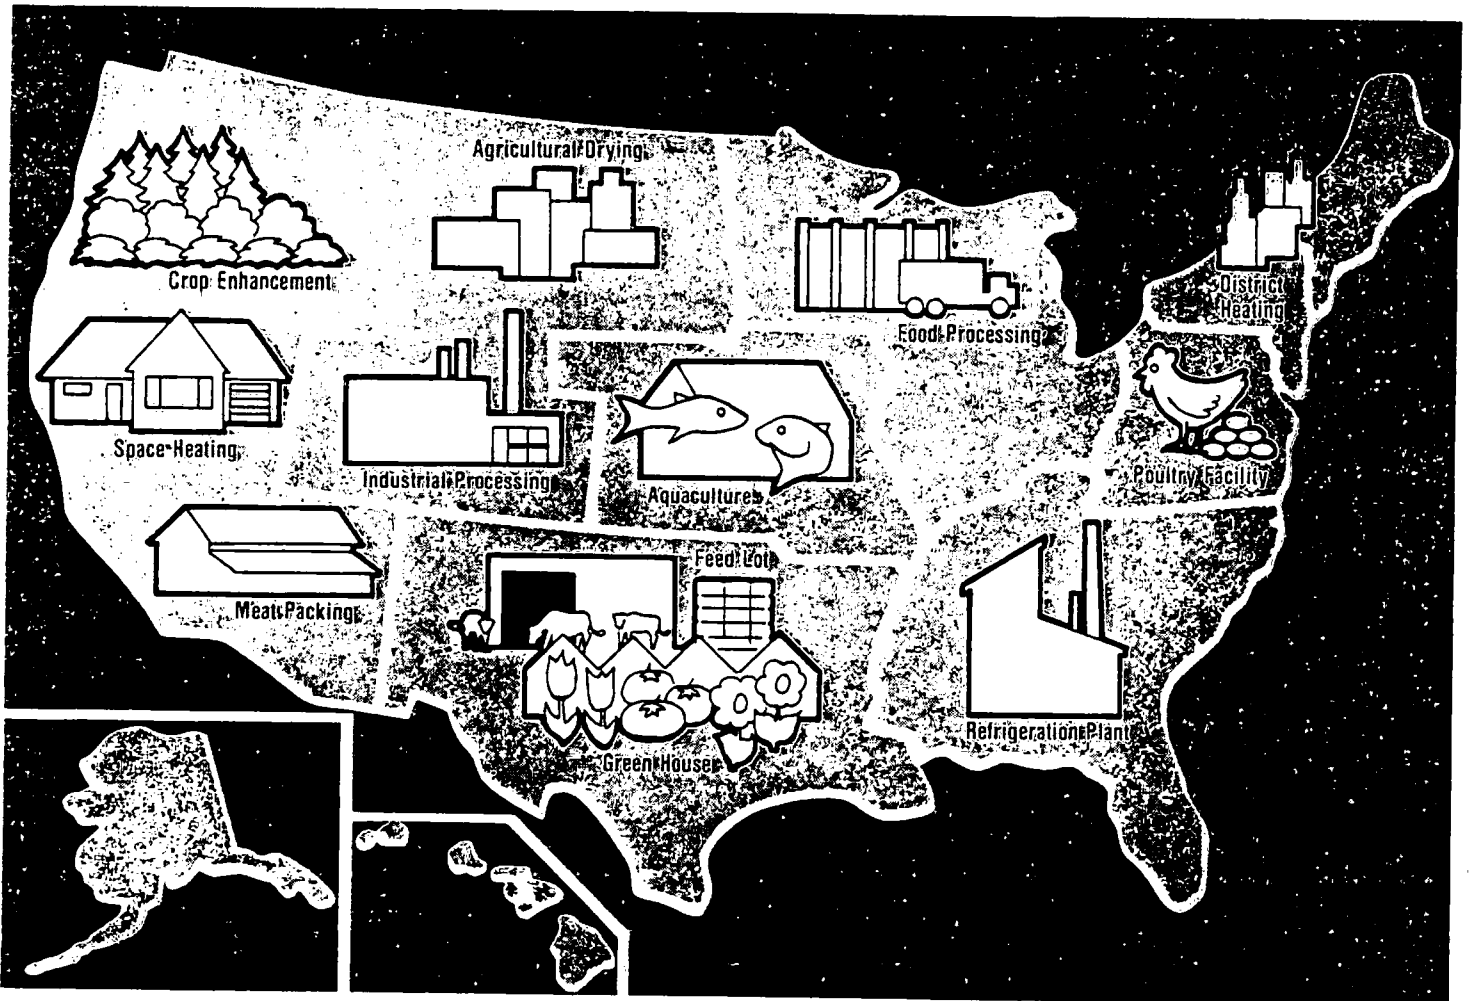 Agricultural Drying
Crop Enhancement
District
Heating
Food Processing
Space Heating
Industrial Processing
Aquaculture
Poultry Facility
Meat Packing
Feed Lot
Green House
Refrigeration Plant